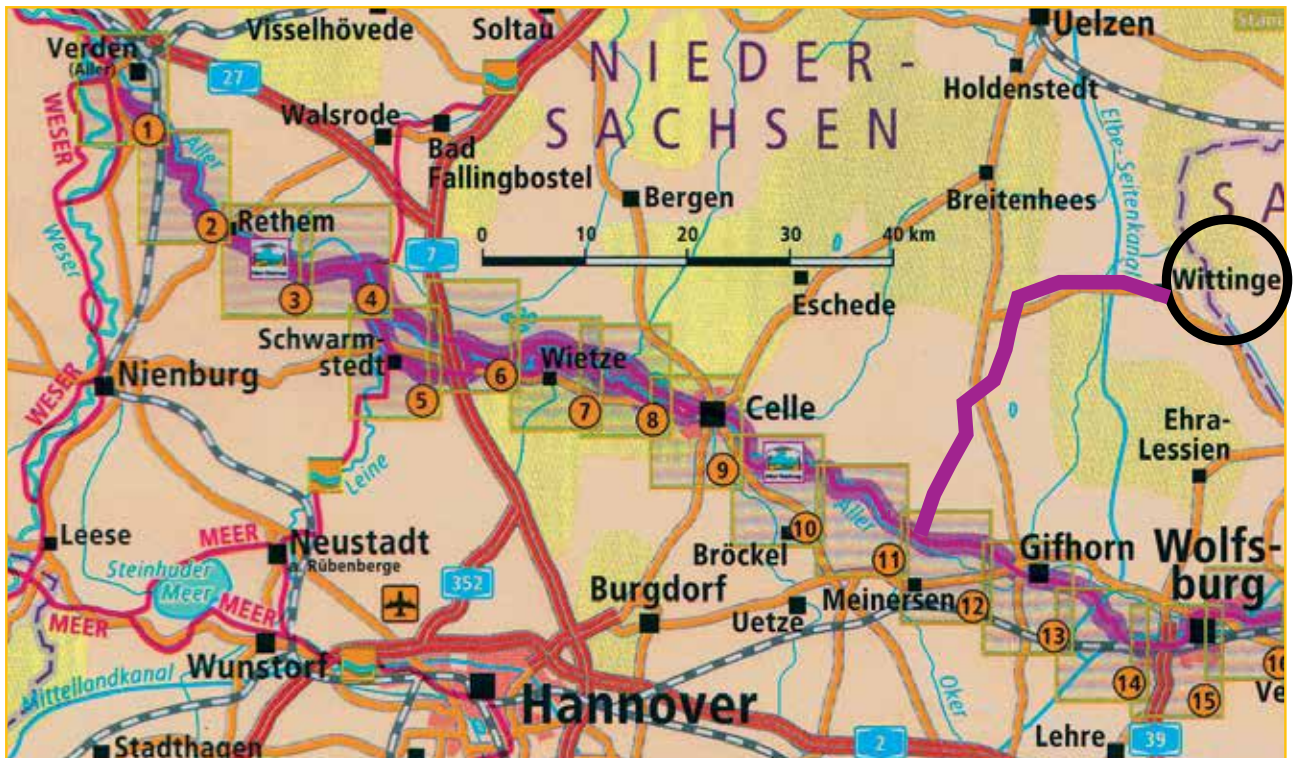 Visselhövede
Soltau
Uelzen
Verden
(Aller)
27
NIEDER-
Holdenstedt
WESER
Walsrode
SACHSEN
Elbe-Seitenkanal
1
Aller
Bad
Fallingbostel
Breitenhees
SA
Bergen
2
Rethem
Weser
0 10 20 30 40 km
7
Wittinge
3
4
Eschede
Schwarm-
stedt
Wietze
Nienburg
6
WESER
5
7
8
Celle
Ehra-
Lessien
9
Leine
Aller
10
Leese
MEER
Neustadt
a. Rübenberge
Bröckel
11
Gifhorn
Wolfs-
burg
Steinhuder
Meer
352
Burgdorf
Meinersen
12
MEER
MEER
Uetze
13
Wunstorf
16
Mittellandkanal
14
15
Ve
Hannover
Oker
Stadthagen
2
Lehre
39